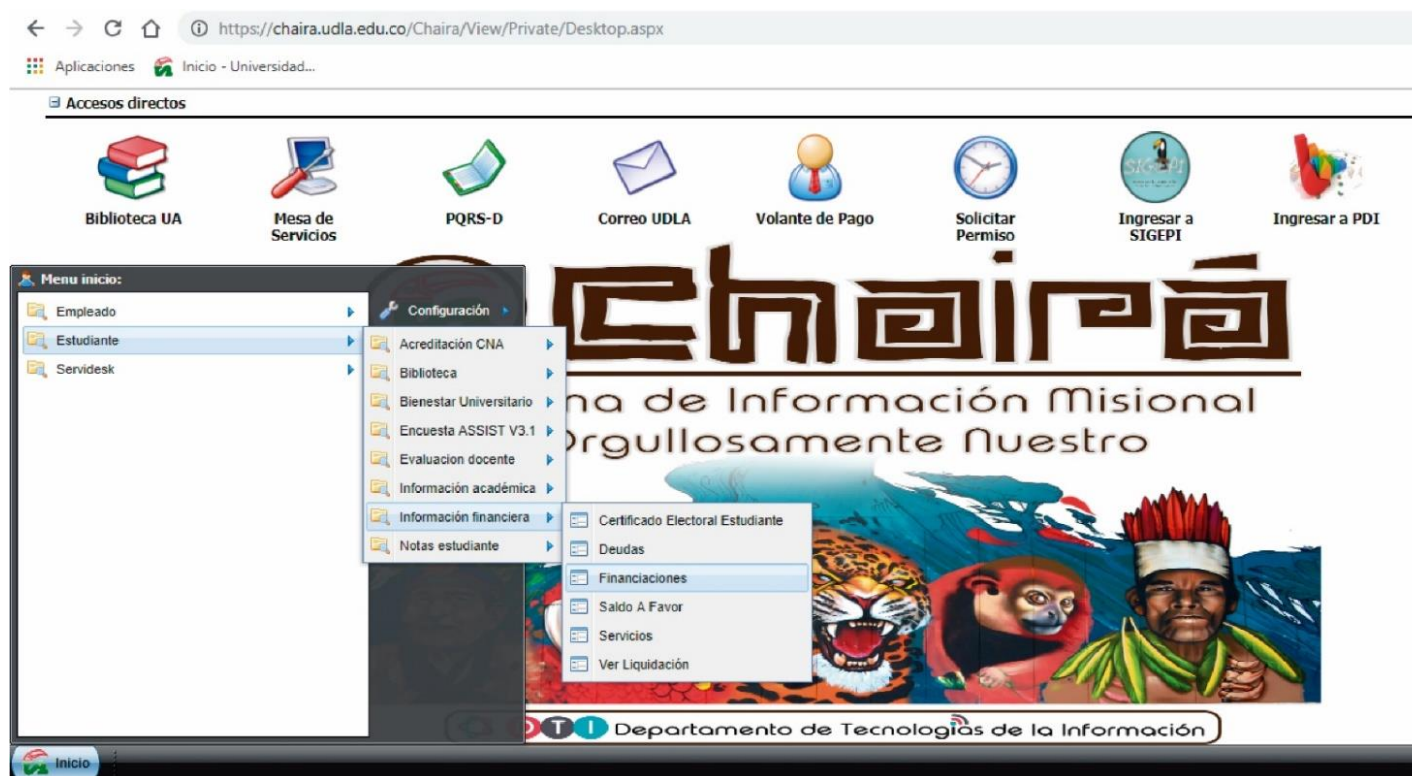 https://chaira.udla.edu.co/Chaira/View/Private/Desktop.aspx
Aplicaciones Inicio - Universidad...
Accesos directos
Biblioteca UA
Mesa de
Servicios
PQRS-D
Correo UDLA
Volante de Pago
Solicitar
Permiso
SIGEPI
Ingresar a
SIGEPI
Ingresar a PDI
Chairá
na de Información Misional
Orgullosamente Nuestro
Menu inicio:
Empleado
Estudiante
Servidesk
Configuración
Acreditación CNA
Biblioteca
Bienestar Universitario
Encuesta ASSIST V3.1
Evaluacion docente
Información académica
Información financiera
Notas estudiante
Certificado Electoral Estudiante
Deudas
Financiaciones
Saldo A Favor
Servicios
Ver Liquidación
DTI Departamento de Tecnologías de la Información
Inicio